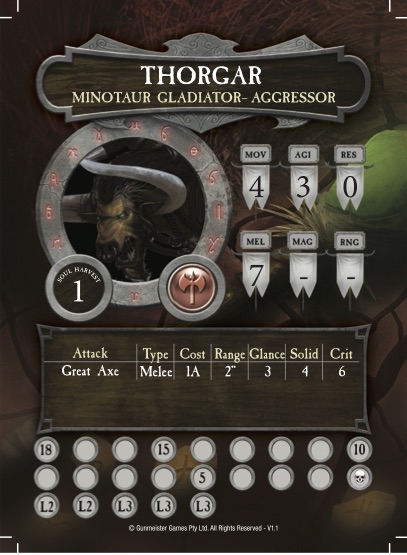 THORGAR
MINOTAUR GLADIATOR- AGGRESSOR
MOV AGI RES
4 3 0
MEL MAG RNG
7 - -
SOUL HARVEST
1
Attack Type Cost Range Glance Solid Crit
Great Axe Melee 1A 2" 3 4 6
18 15 10
5
L2 L2 L3 L3 L3
© Gunmeister Games Pty Ltd. All Rights Reserved - V1.1